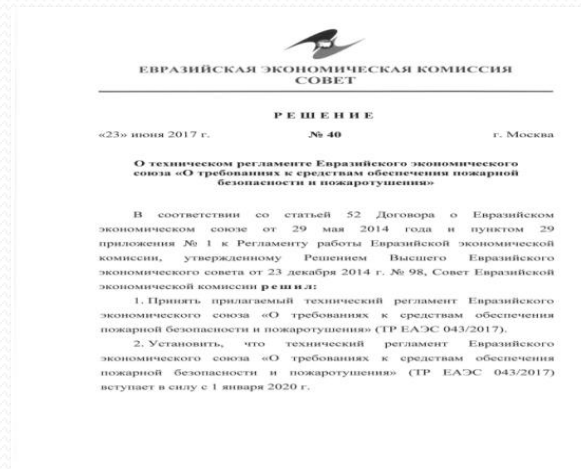 ЕВРАЗИЙСКАЯ ЭКОНОМИЧЕСКАЯ КОМИССИЯ
СОВЕТ
РЕШЕНИЕ
«23» июня 2017 г. № 40 г. Москва
О техническом регламенте Евразийского экономического
союза «О требованиях к средствам обеспечения пожарной
безопасности и пожаротушения»
В соответствии со статьей 52 Договора о Евразийском
экономическом союзе от 29 мая 2014 года и пунктом 29
приложения № 1 к Регламенту работы Евразийской экономической
комиссии, утвержденному Решением Высшего Евразийского
экономического совета от 23 декабря 2014 г. № 98, Совет Евразийской
экономической комиссии решил:
1. Принять прилагаемый технический регламент Евразийского
экономического союза «О требованиях к средствам обеспечения
пожарной безопасности и пожаротушения» (ТР ЕАЭС 043/2017).
2. Установить, что технический регламент Евразийского
экономического союза «О требованиях к средствам обеспечения
пожарной безопасности и пожаротушения» (ТР ЕАЭС 043/2017)
вступает в силу с 1 января 2020 г.